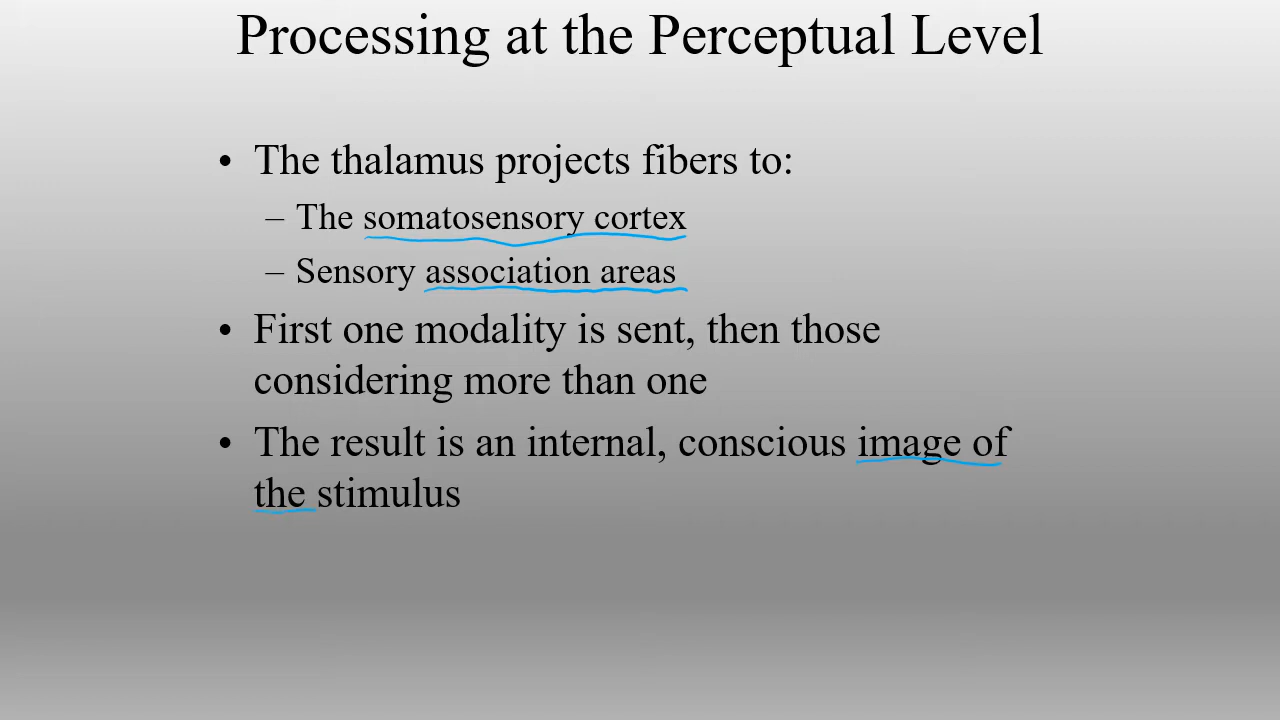 Processing at the Perceptual Level
• The thalamus projects fibers to:
– The somatosensory cortex
– Sensory association areas
• First one modality is sent, then those
considering more than one
• The result is an internal, conscious image of
the stimulus